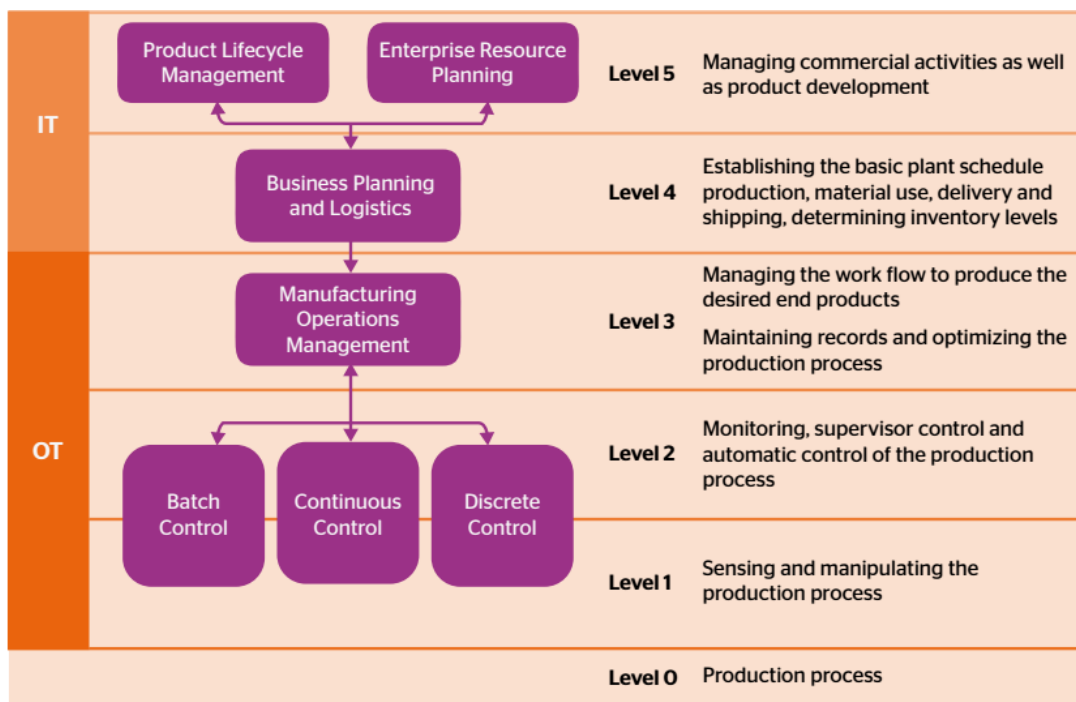 IT
Product Lifecycle
Management
Enterprise Resource
Planning
Level 5
Managing commercial activities as well
as product development
Business Planning
and Logistics
Level 4
Establishing the basic plant schedule
production, material use, delivery and
shipping, determining inventory levels
OT
Manufacturing
Operations
Management
Level 3
Managing the work flow to produce the
desired end products
Maintaining records and optimizing the
production process
Batch
Control
Continuous
Control
Discrete
Control
Level 2
Monitoring, supervisor control and
automatic control of the production
process
Level 1
Sensing and manipulating the
production process
Level 0
Production process